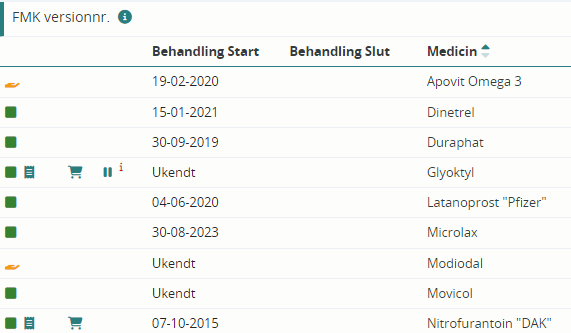 FMK versionnr.
Behandling Start Behandling Slut Medicin
19-02-2020 Apovit Omega 3
15-01-2021 Dinetrel
30-09-2019 Duraphat
Ukendt Glyoktyl
04-06-2020 Latanoprost "Pfizer"
30-08-2023 Microlax
Ukendt Modiodal
Ukendt Movicol
07-10-2015 Nitrofurantoin "DAK"